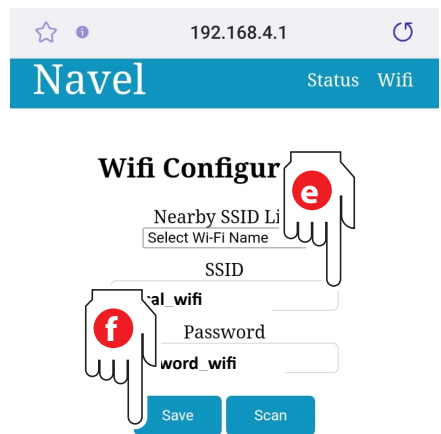 192.168.4.1
Navel Status Wifi
Wifi Configur
e
Nearby SSID Li
Select Wi-Fi Name
SSID
al_wifi
f
Password
word_wifi
Save Scan